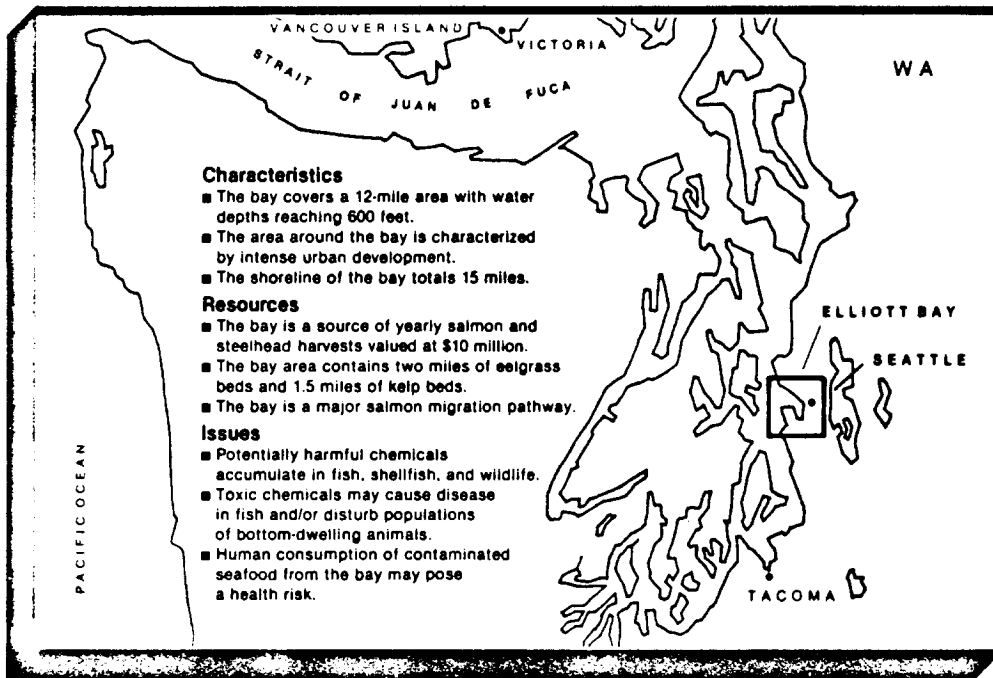 VANCOUVER ISLAND
VICTORIA
STRAIT OF JUAN DE FUCA
WA
Characteristics
■ The bay covers a 12-mile area with water
depths reaching 600 feet.
■ The area around the bay is characterized
by intense urban development.
■ The shoreline of the bay totals 15 miles.
Resources
■ The bay is a source of yearly salmon and
steelhead harvests valued at $10 million.
■ The bay area contains two miles of eelgrass
beds and 1.5 miles of kelp beds.
■ The bay is a major salmon migration pathway.
Issues
■ Potentially harmful chemicals
accumulate in fish, shellfish, and wildlife.
■ Toxic chemicals may cause disease
in fish and/or disturb populations
of bottom-dwelling animals.
■ Human consumption of contaminated
seafood from the bay may pose
a health risk.
ELLIOTT BAY
SEATTLE
PACIFIC OCEAN
TACOMA